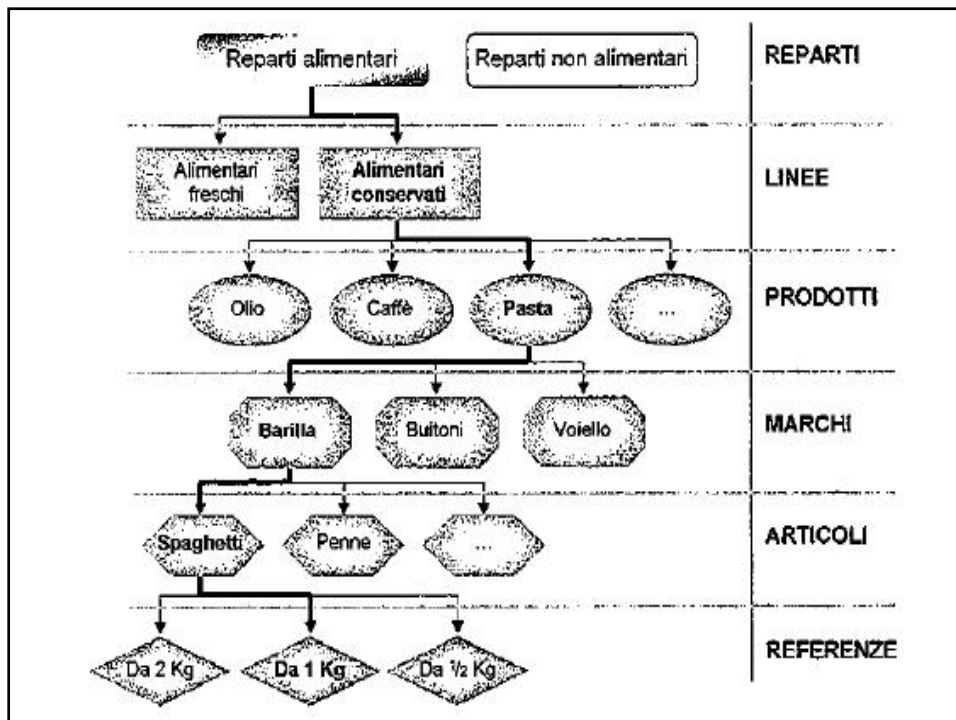 Reparti alimentari
Reparti non alimentari
REPARTI
Alimentari
freschi
Alimentari
conservati
LINEE
Olio
Caffè
Pasta
...
PRODOTTI
Barilla
Buitoni
Voiello
MARCHI
Spaghetti
Penne
...
ARTICOLI
Da 2 Kg
Da 1 Kg
Da ½ Kg
REFERENZE